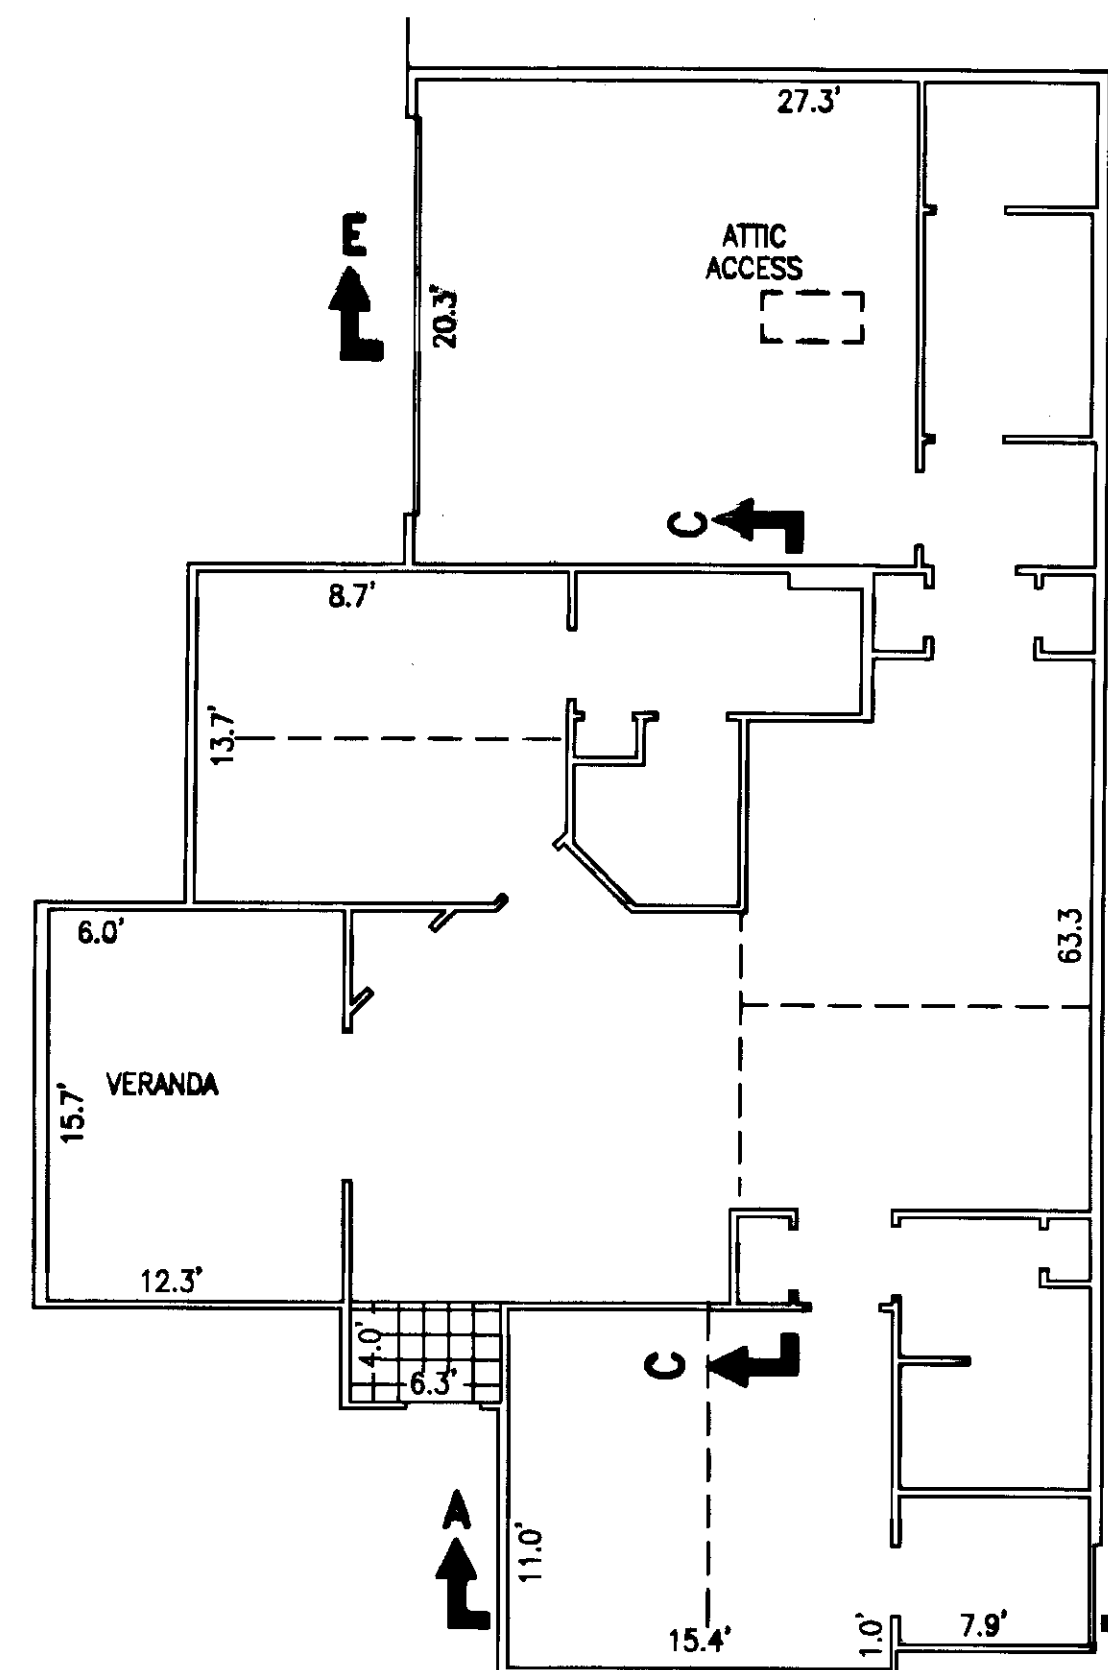 27.3'
E
ATTIC
ACCESS
20.3'
C
8.7'
13.7'
6.0'
63.3
VERANDA
15.7'
12.3'
4.0'
6.3'
C
A
11.0'
15.4'
1.0'
7.9'